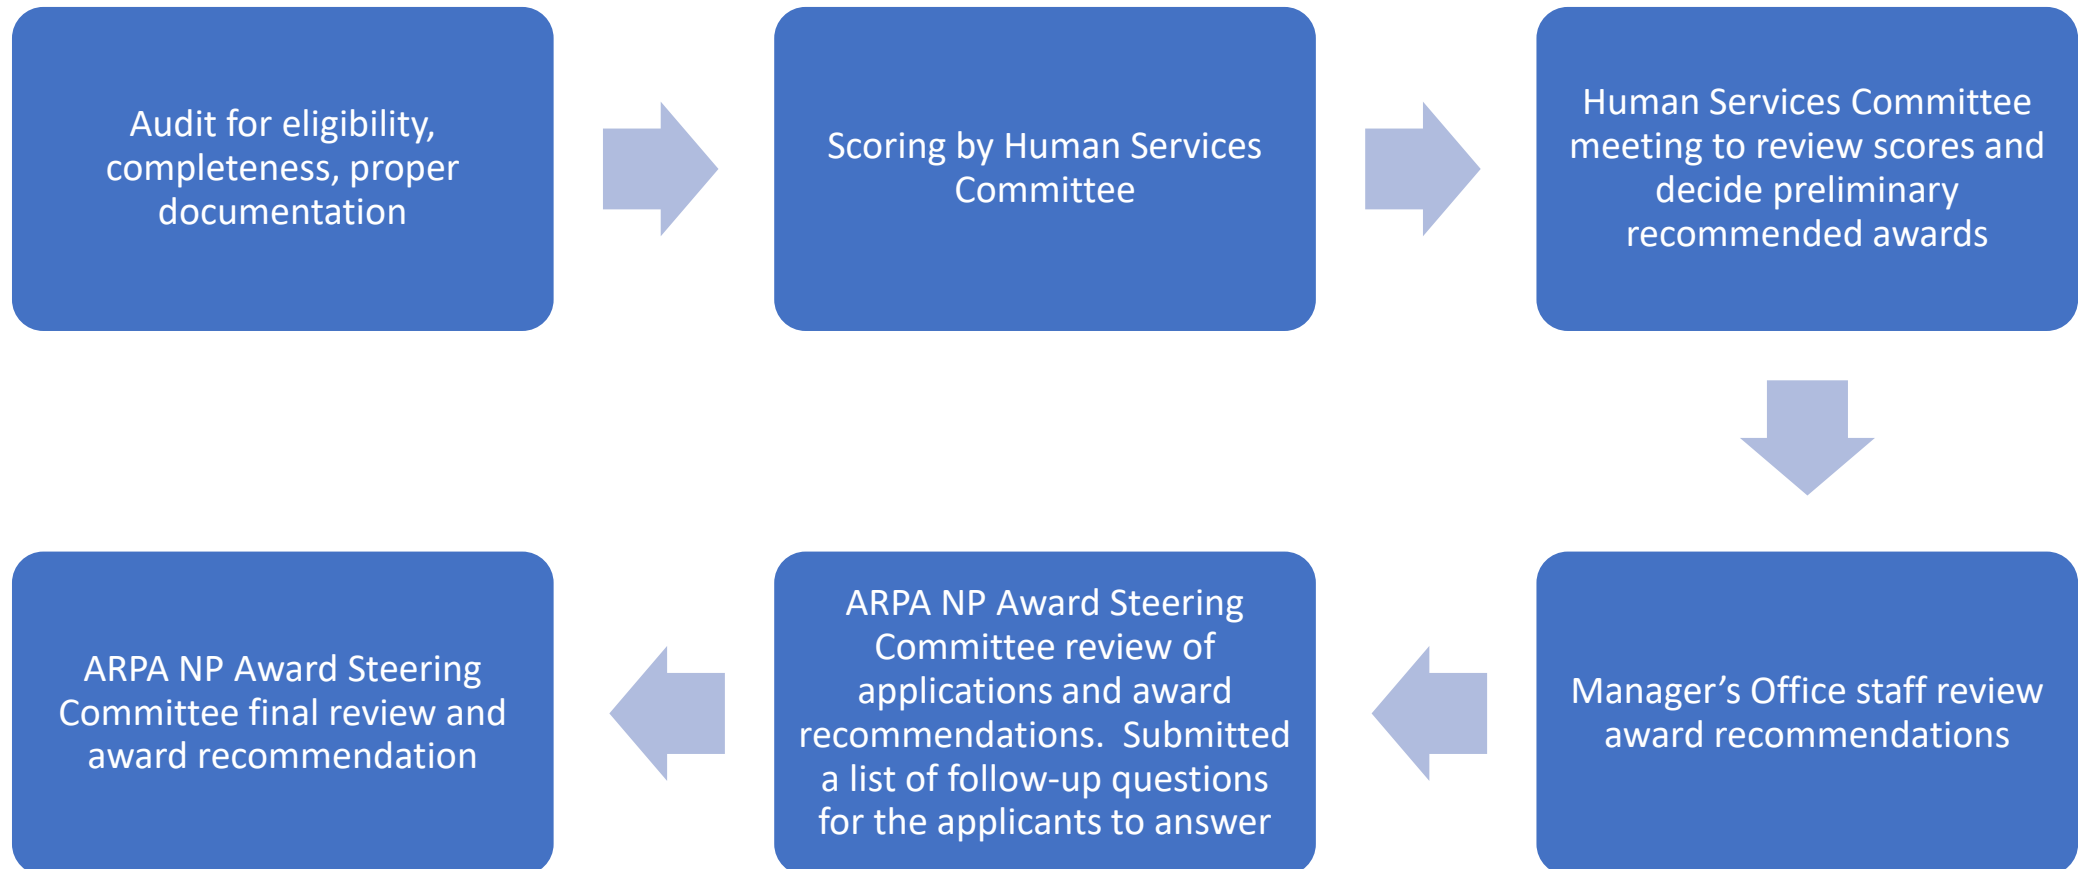 Audit for eligibility,
completeness, proper
documentation
Scoring by Human Services
Committee
Human Services Committee
meeting to review scores and
decide preliminary
recommended awards
Manager’s Office staff review
award recommendations
ARPA NP Award Steering
Committee review of
applications and award
recommendations.  Submitted
a list of follow-up questions
for the applicants to answer
ARPA NP Award Steering
Committee final review and
award recommendation